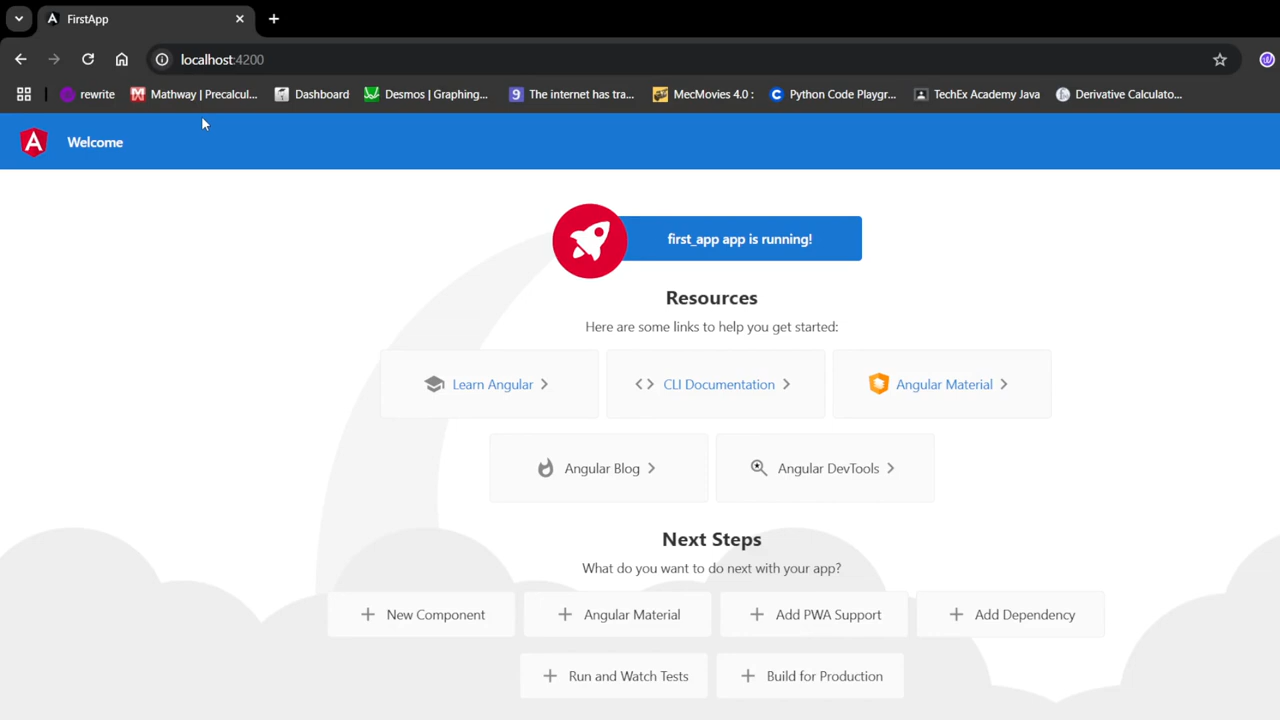 FirstApp
localhost:4200
rewrite Mathway | Precalcul... Dashboard Desmos | Graphing... The internet has tra... MecMovies 4.0 : Python Code Playgr... TechEx Academy Java Derivative Calculato...
Welcome
first_app app is running!
Resources
Here are some links to help you get started:
Learn Angular CLI Documentation Angular Material
Angular Blog Angular DevTools
Next Steps
What do you want to do next with your app?
New Component Angular Material Add PWA Support Add Dependency
Run and Watch Tests Build for Production